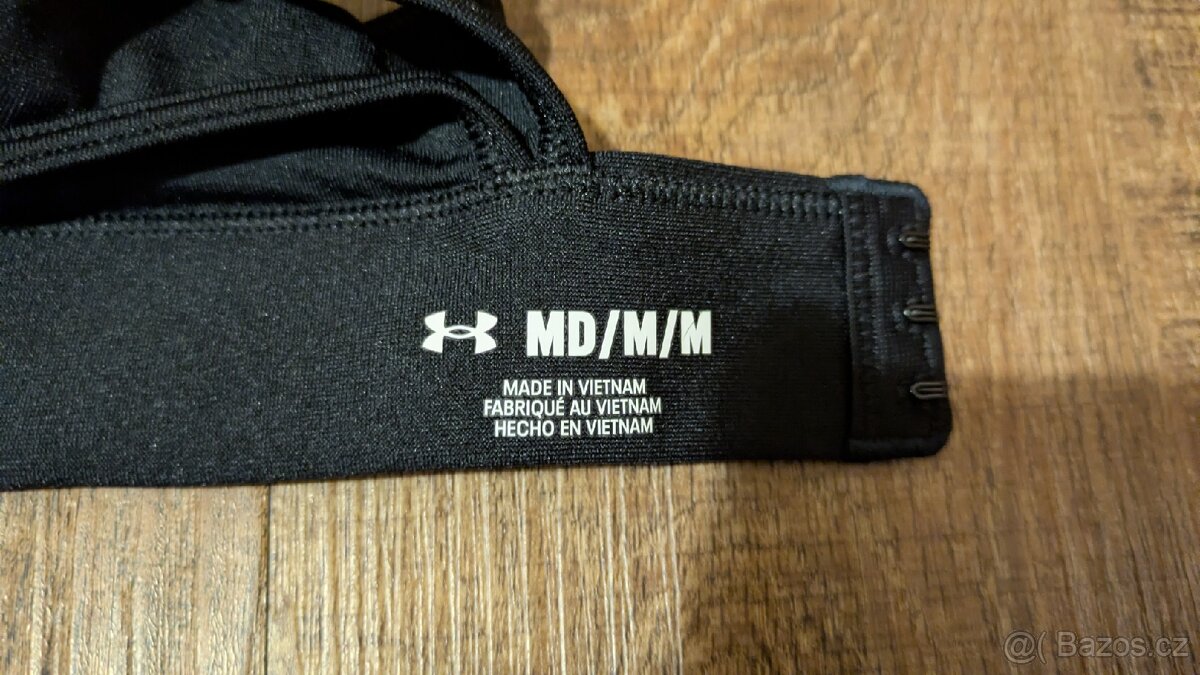 MD/M/M
MADE IN VIETNAM
FABRIQUÉ AU VIETNAM
HECHO EN VIETNAM
@( Bazos.cz